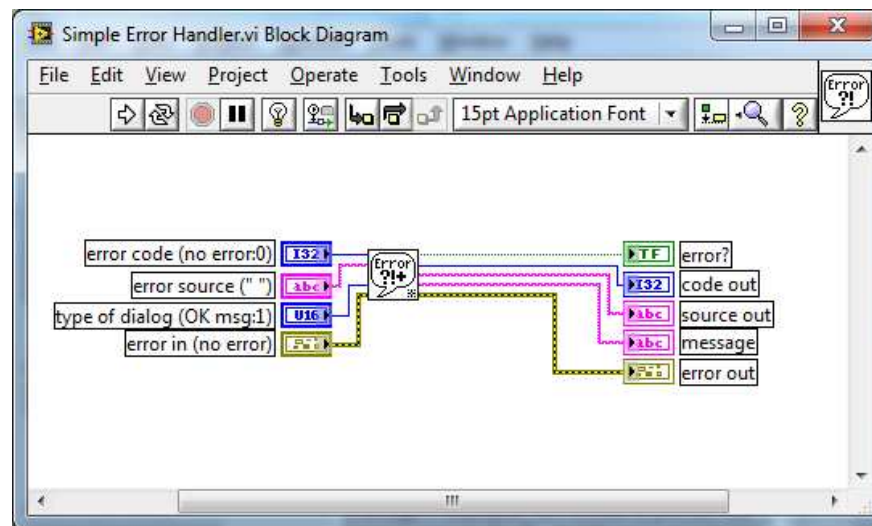 Simple Error Handler.vi Block Diagram
File Edit View Project Operate Tools Window Help
15pt Application Font
Error
?!
error code (no error:0) I32
error source (" ") abc
type of dialog (OK msg:1) U16
error in (no error)
Error
?!+
TF error?
I32 code out
abc source out
abc message
error out